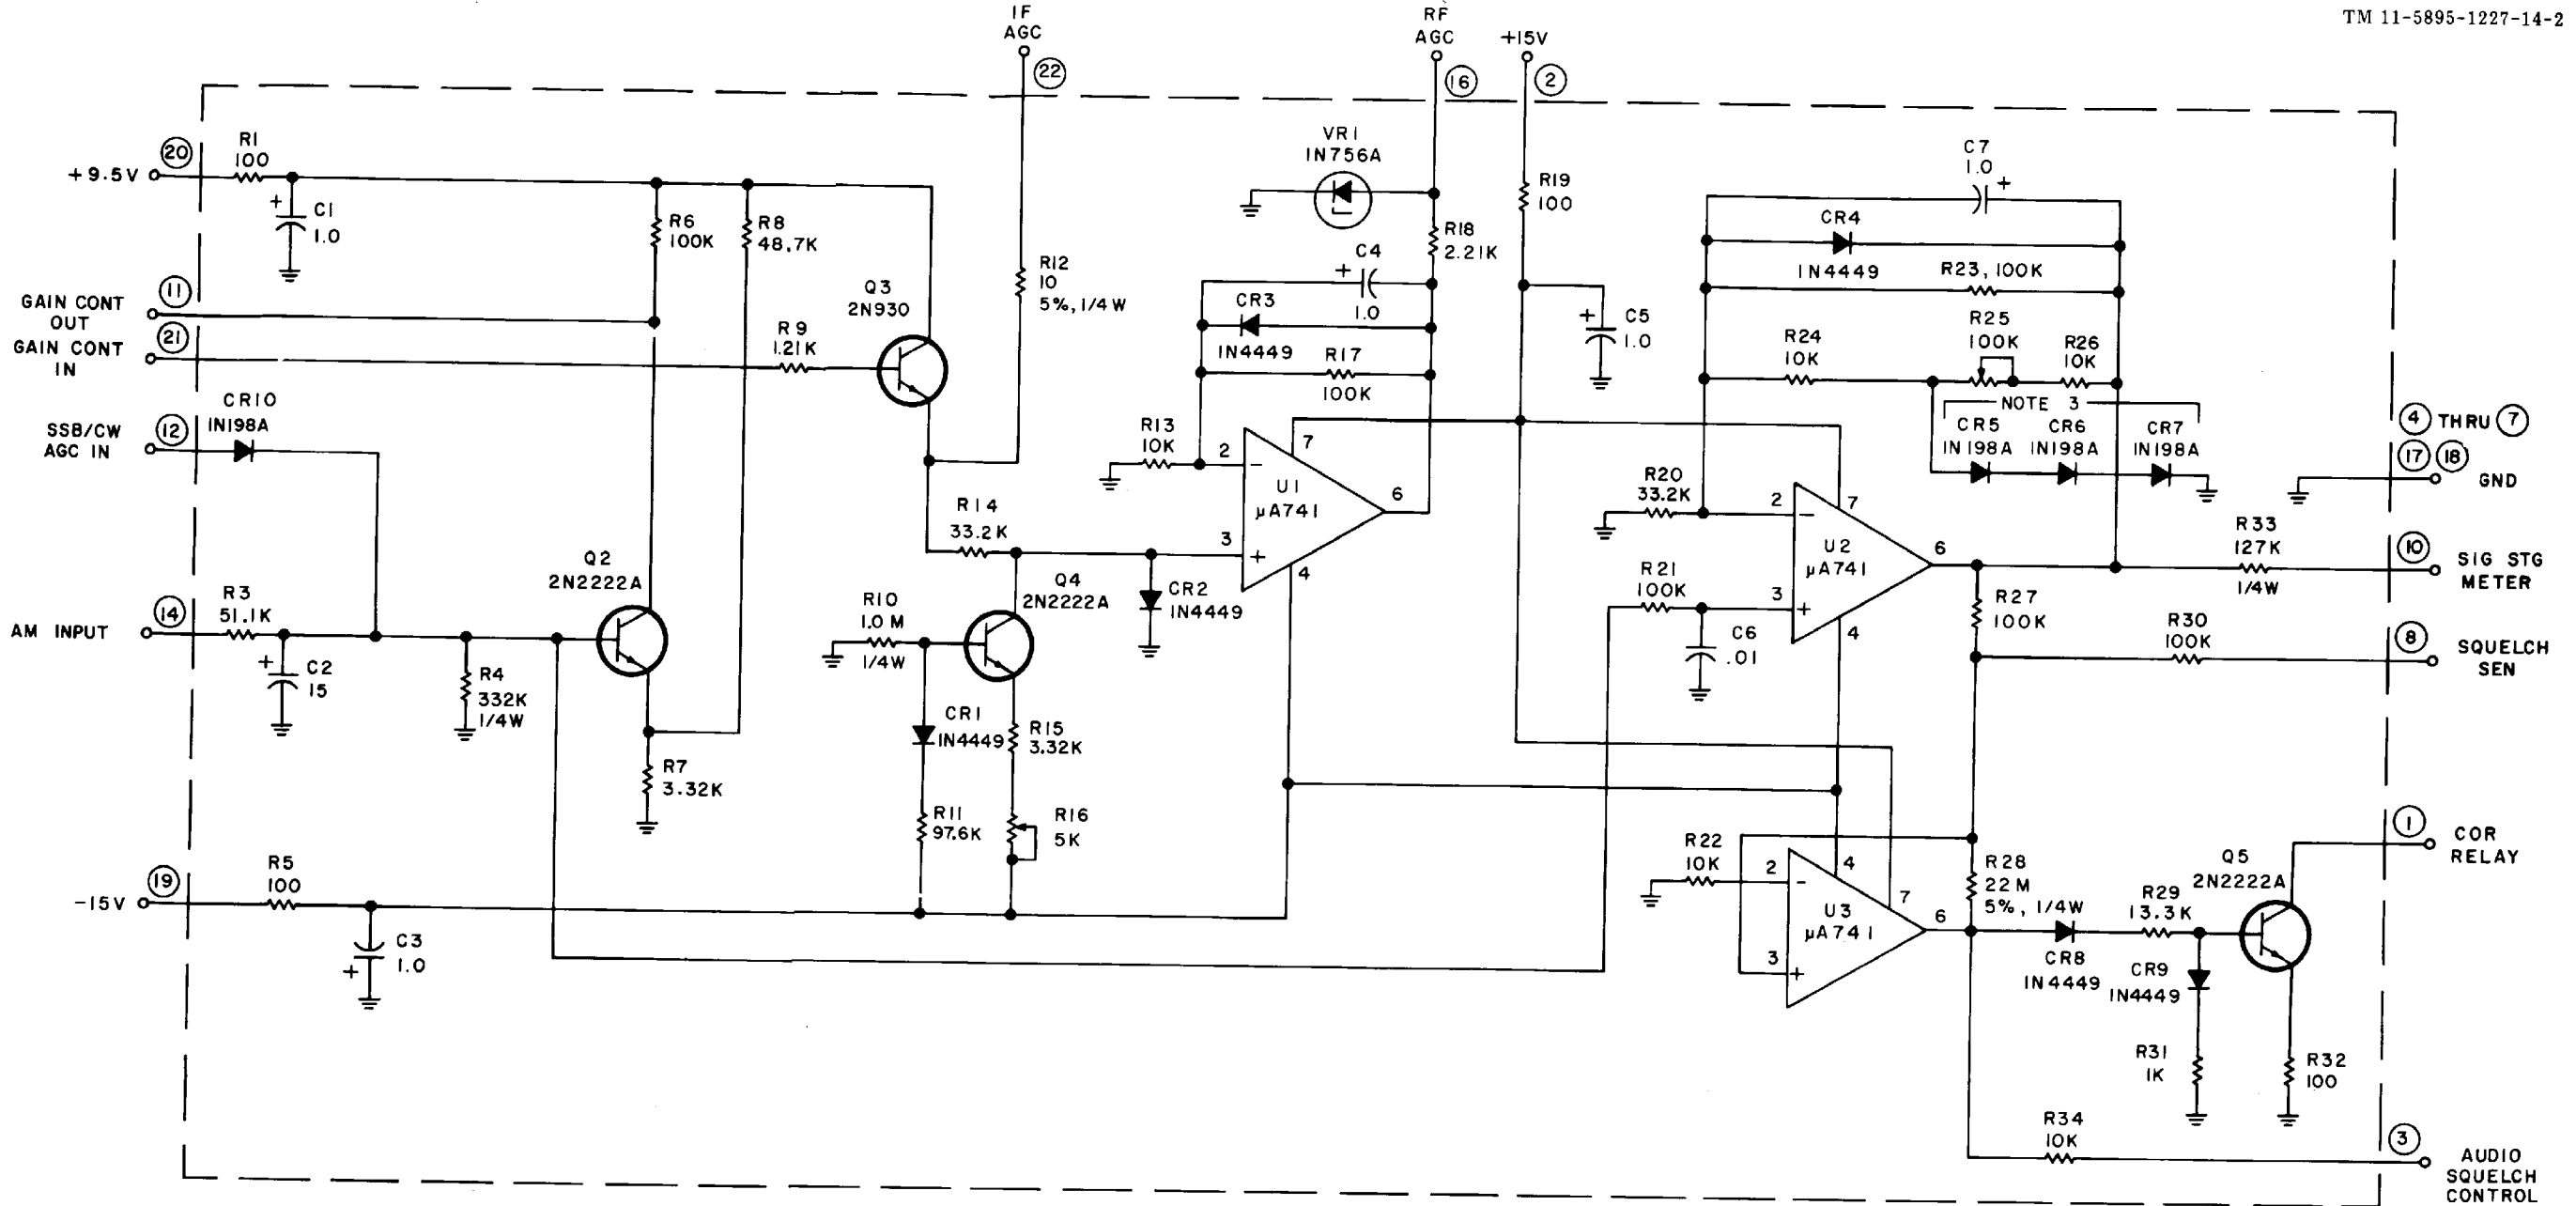 TM 11-5895-1227-14-2
IF
AGC
22
RF
AGC
16
+15V
2
+9.5V
20
R1
100
C1
1.0
+
R6
100K
R8
48.7K
GAIN CONT
OUT
11
GAIN CONT
IN
21
R9
1.21K
Q3
2N930
R12
10
5%, 1/4W
VR1
1N756A
R18
2.21K
C4
+
1.0
CR3
1N4449
R17
100K
R19
100
+
C5
1.0
C7
1.0
+
CR4
1N4449
R23, 100K
R24
10K
R25
100K
R26
10K
NOTE 3
CR5
1N198A
CR6
1N198A
CR7
1N198A
4 THRU 7
17 18
GND
SSB/CW
AGC IN
12
CR10
1N198A
R13
10K
2
-
7
U1
µA741
6
3
+
4
R14
33.2K
R20
33.2K
2
-
7
U2
µA741
6
3
+
4
R33
127K
1/4W
10
SIG STG
METER
AM INPUT
14
R3
51.1K
+
C2
15
R4
332K
1/4W
Q2
2N2222A
R7
3.32K
R10
1.0 M
1/4W
Q4
2N2222A
CR2
1N4449
CR1
1N4449
R15
3.32K
R11
97.6K
R16
5K
R21
100K
C6
.01
R27
100K
R30
100K
8
SQUELCH
SEN
-15V
19
R5
100
C3
1.0
+
R22
10K
2
-
4
7
U3
µA741
6
3
+
R28
22 M
5%, 1/4W
CR8
1N4449
R29
13.3K
CR9
1N4449
Q5
2N2222A
1
COR
RELAY
R31
1K
R32
100
R34
10K
3
AUDIO
SQUELCH
CONTROL